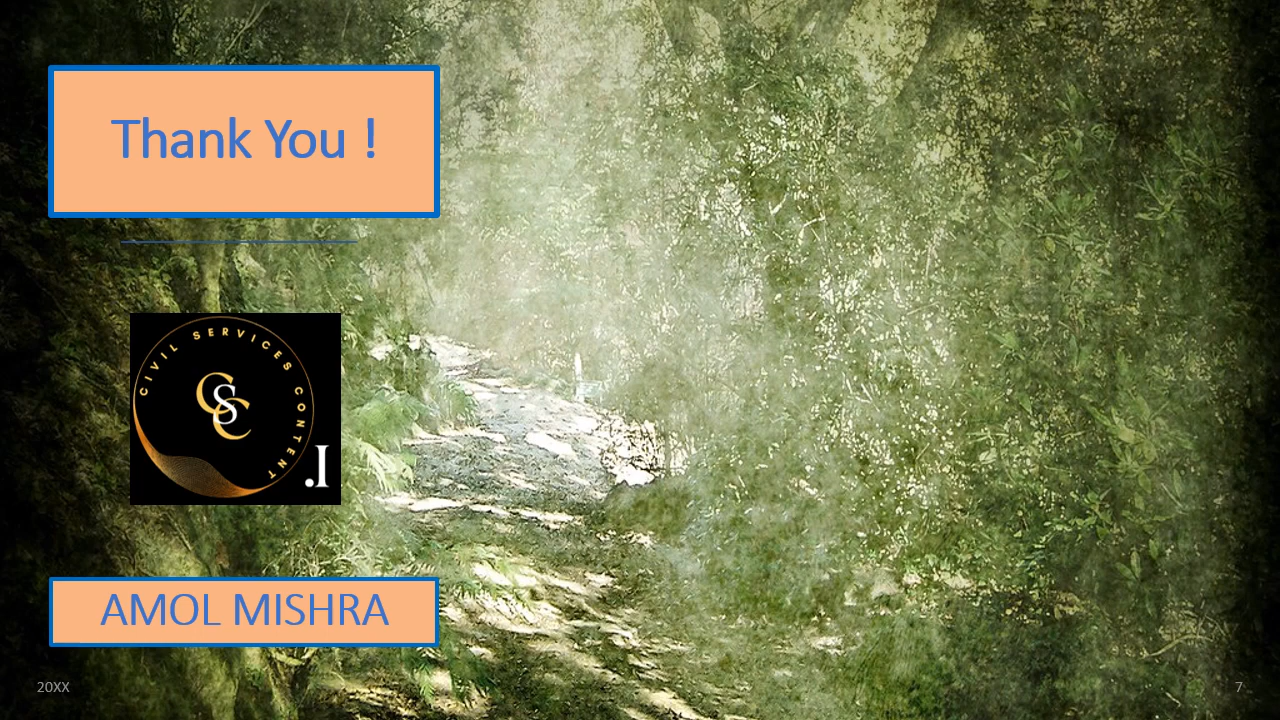 Thank You !
CIVIL SERVICES CONTENT
CSC
.I
AMOL MISHRA
20XX
7